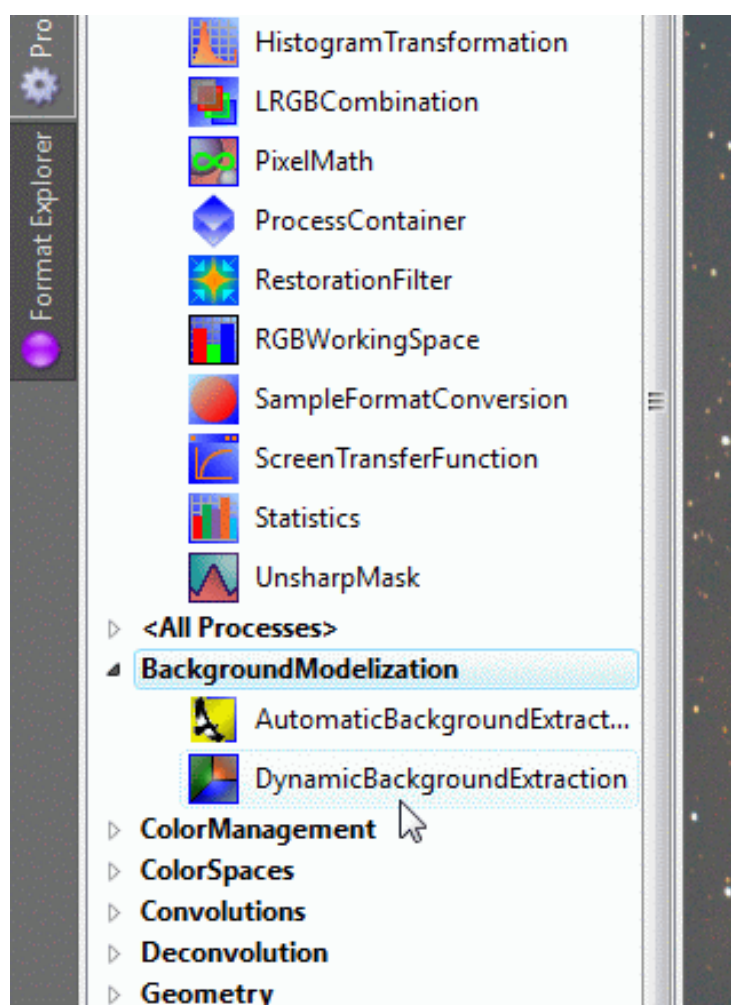 Pro
Format Explorer
HistogramTransformation
LRGBCombination
PixelMath
ProcessContainer
RestorationFilter
RGBWorkingSpace
SampleFormatConversion
ScreenTransferFunction
Statistics
UnsharpMask
<All Processes>
BackgroundModelization
AutomaticBackgroundExtract...
DynamicBackgroundExtraction
ColorManagement
ColorSpaces
Convolutions
Deconvolution
Geometry